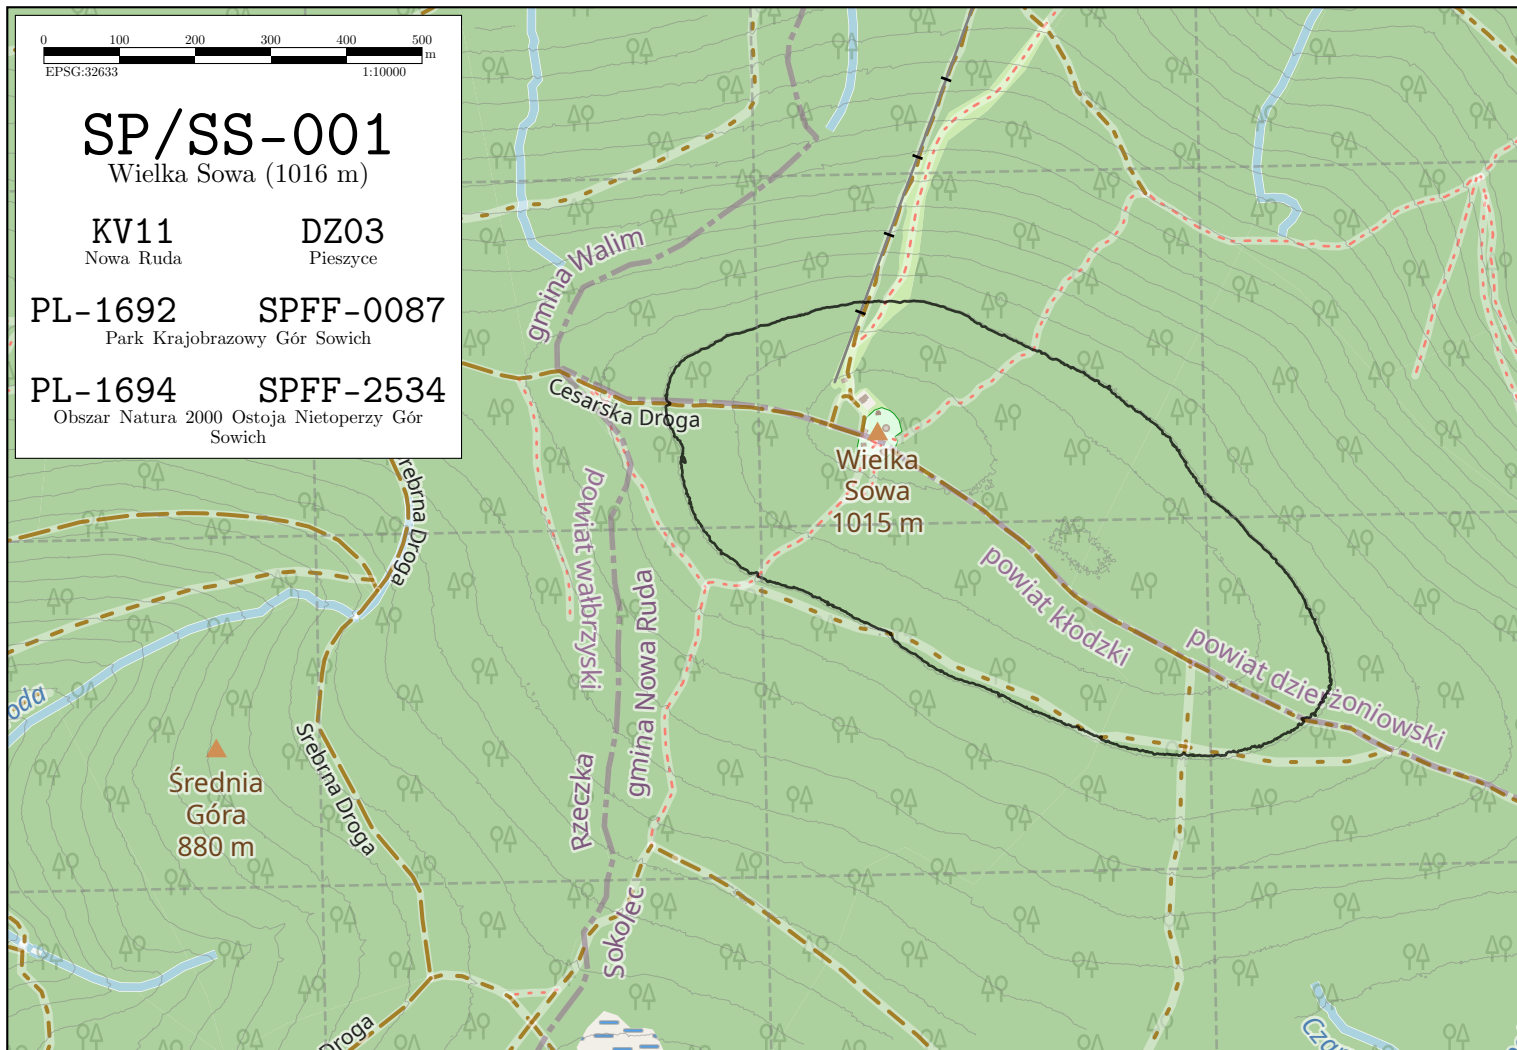 0 100 200 300 400 500
m
EPSG:32633 1:10000
SP/SS-001
Wielka Sowa (1016 m)
KV11 DZ03
Nowa Ruda Pieszyce
PL-1692 SPFF-0087
Park Krajobrazowy Gór Sowich
PL-1694 SPFF-2534
Obszar Natura 2000 Ostoja Nietoperzy Gór
Sowich
gmina Walim
Cesarska Droga
Wielka
Sowa
1015 m
rebrna Droga
powiat wałbrzyski
gmina Nowa Ruda
powiat kłodzki
powiat dzierżoniowski
oda
Srebrna Droga
Średnia
Góra
880 m
Rzeczka
Sokolec
Droga